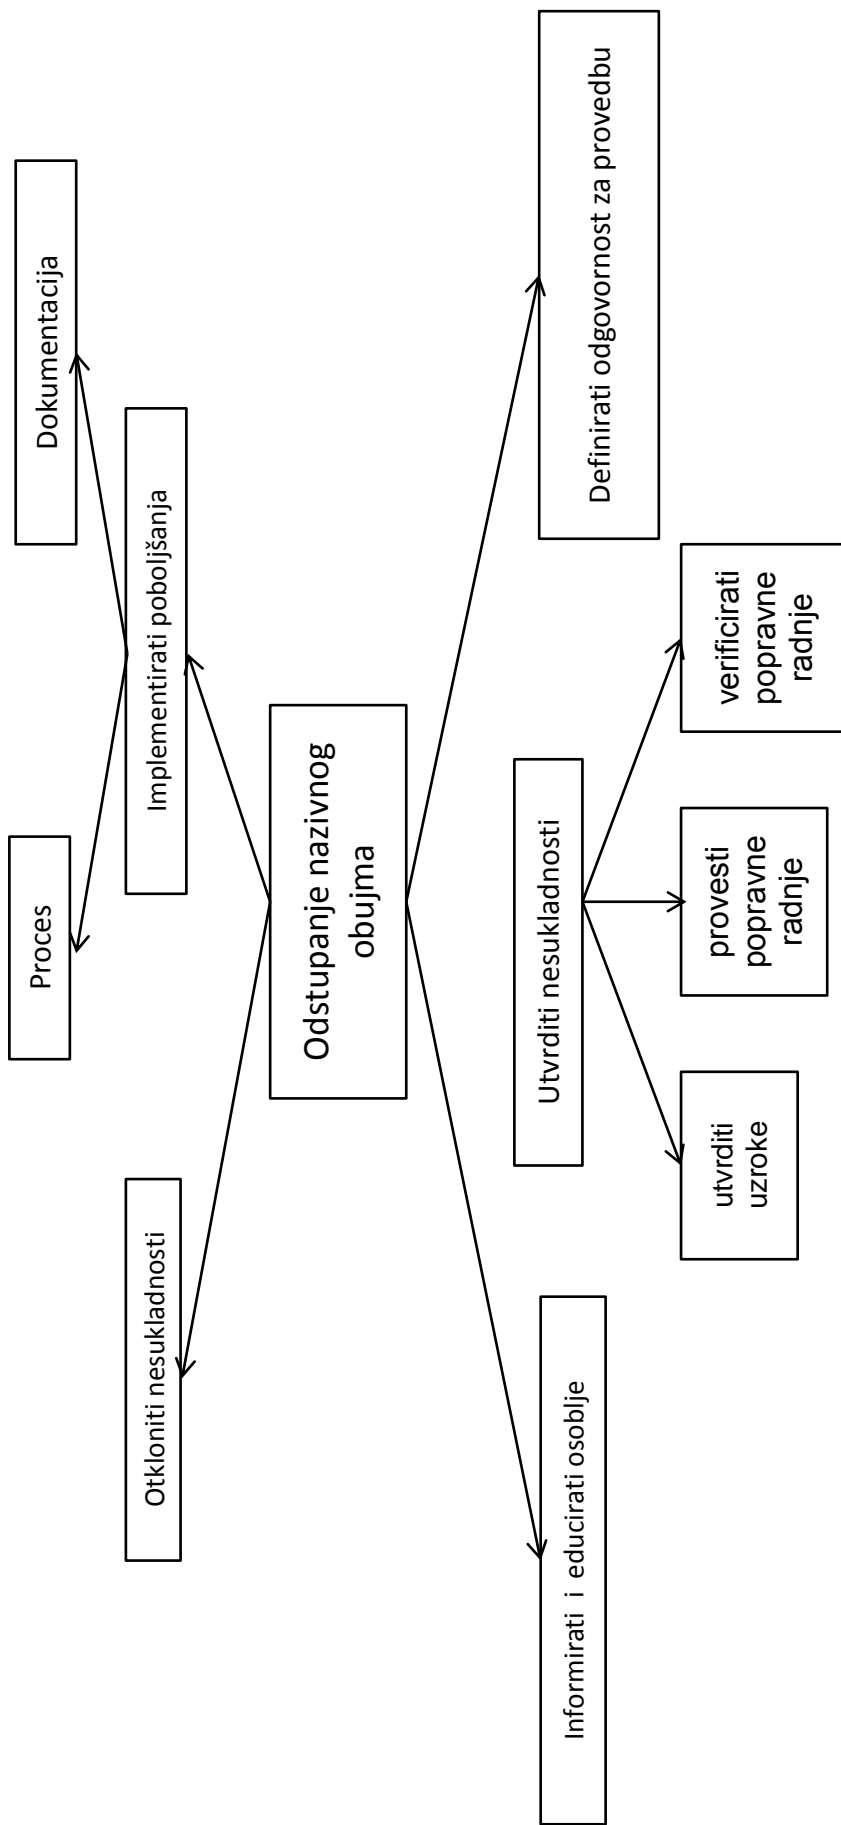 Proces
Dokumentacija
Otkloniti nesukladnosti
Implementirati poboljšanja
Odstupanje nazivnog
obujma
Informirati i educirati osoblje
Utvrditi nesukladnosti
Definirati odgovornost za provedbu
utvrditi
uzroke
provesti
popravne
radnje
verificirati
popravne
radnje